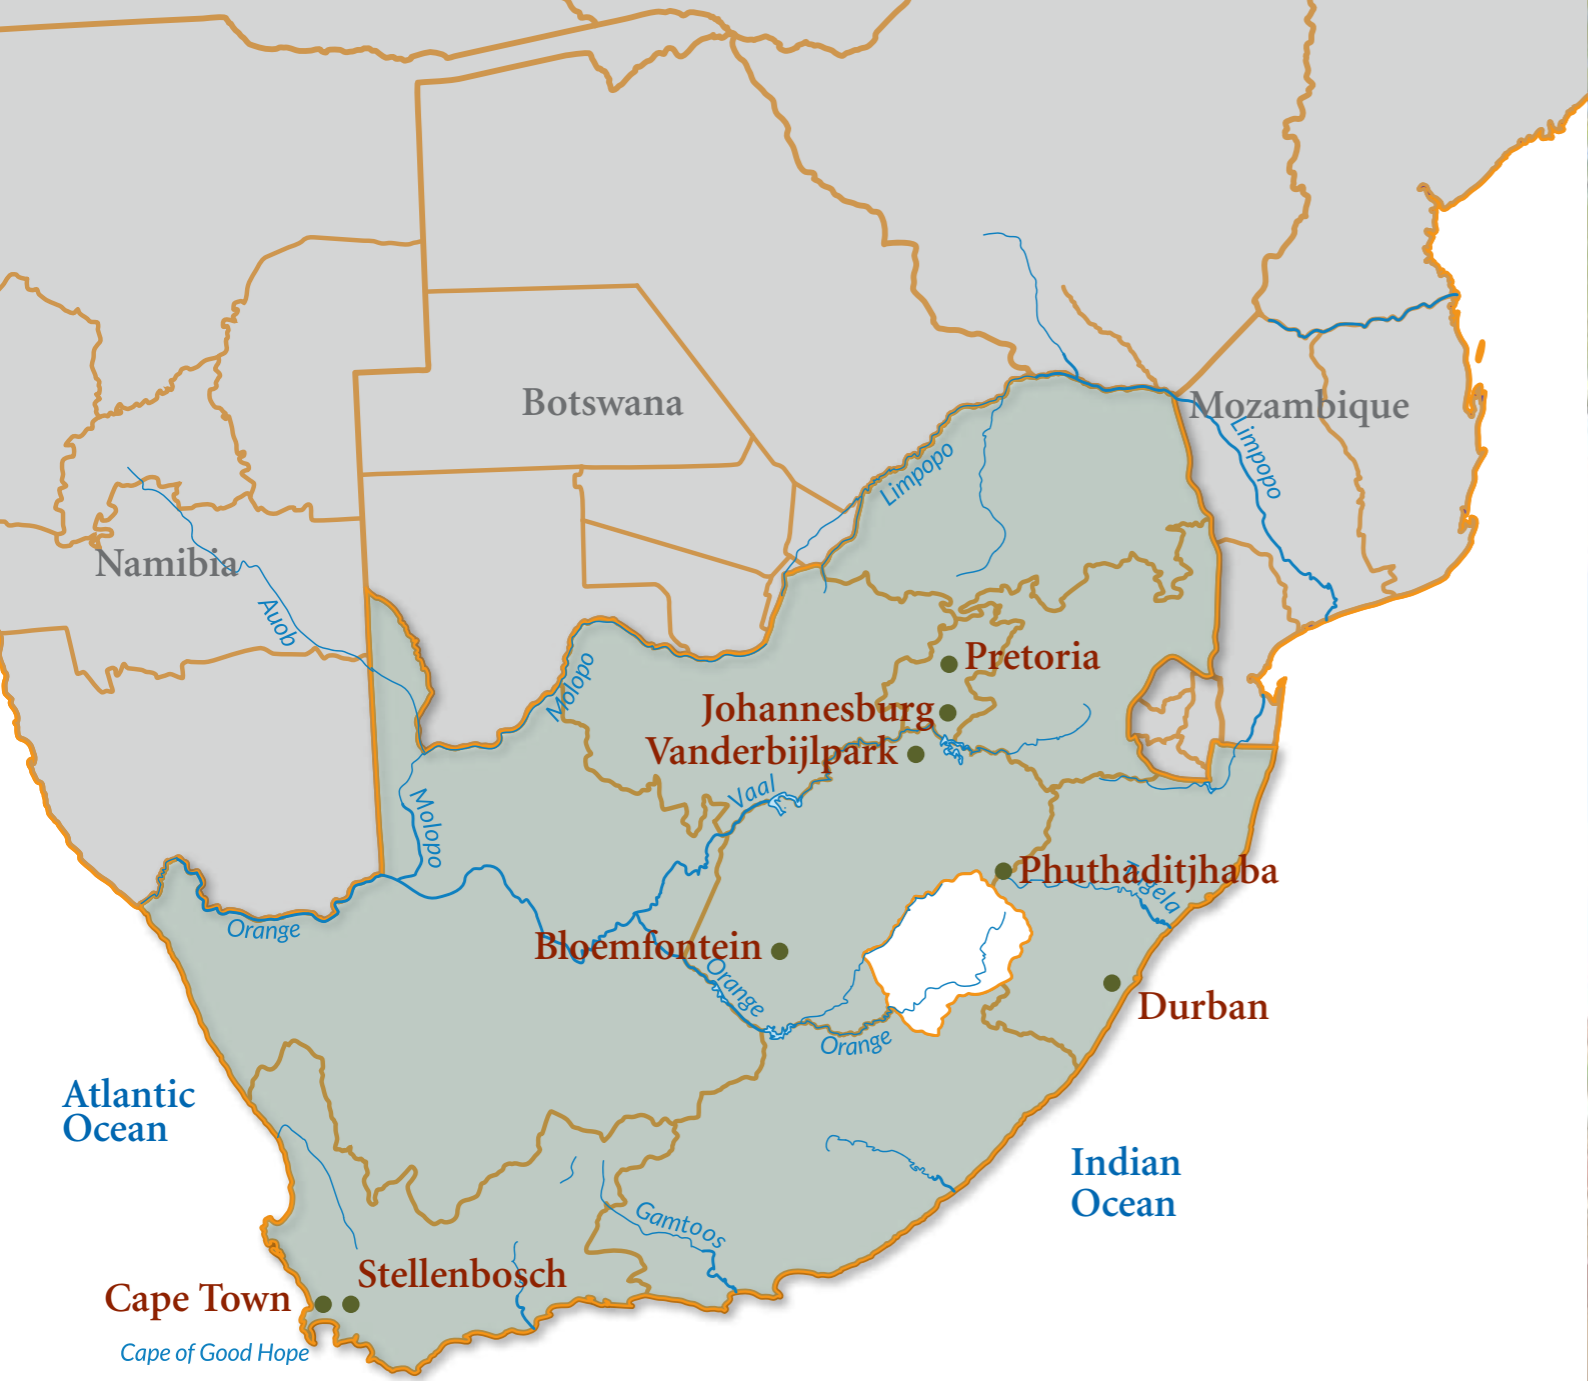 Botswana
Mozambique
Limpopo
Limpopo
Namibia
Auob
Molopo
Pretoria
Johannesburg
Vanderbijlpark
Vaal
Molopo
Phuthaditjhaba
Orange
Bloemfontein
Orange
Durban
Orange
Atlantic
Ocean
Indian
Ocean
Gamtoos
Stellenbosch
Cape Town
Cape of Good Hope